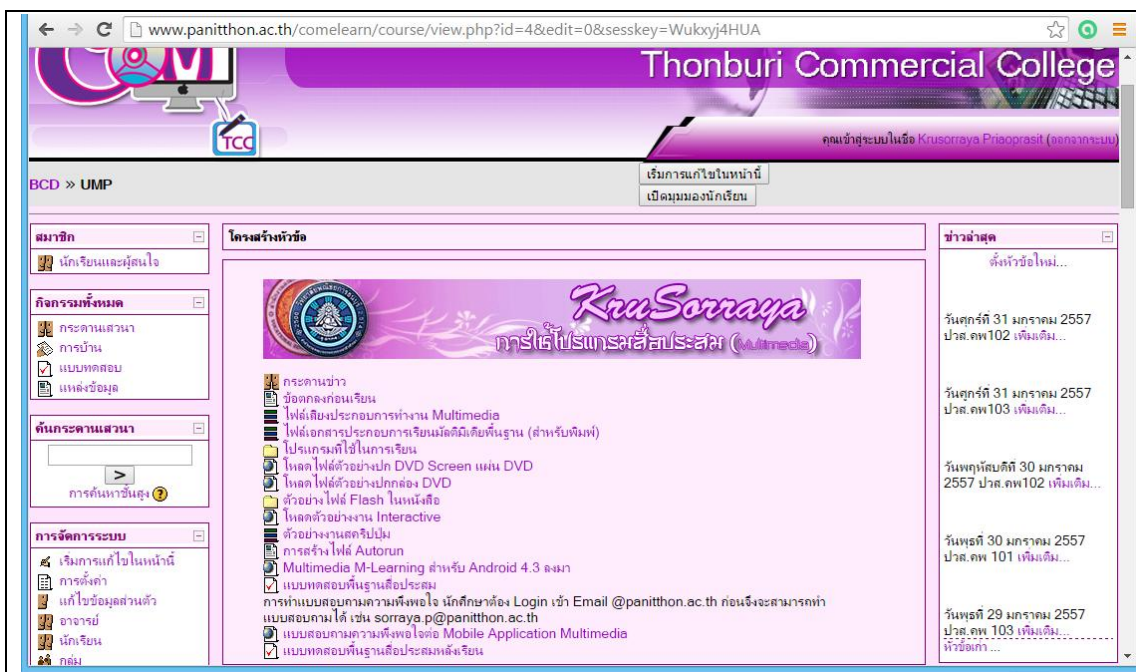 www.panitthon.ac.th/comelearn/course/view.php?id=4&edit=0&sesskey=Wukxyj4HUA
COM
TCC
Thonburi Commercial College
คุณเข้าสู่ระบบในชื่อ Krusorraya Priaoprasit (ออกจากระบบ)
BCD » UMP
เริ่มการแก้ไขในหน้านี้
เปิดมุมมองนักเรียน
สมาชิก
นักเรียนและผู้สนใจ
กิจกรรมทั้งหมด
กระดานเสวนา
การบ้าน
แบบทดสอบ
แหล่งข้อมูล
ค้นกระดานเสวนา
>
การค้นหาชั้นสูง ?
การจัดการระบบ
เริ่มการแก้ไขในหน้านี้
การตั้งค่า
แก้ไขข้อมูลส่วนตัว
อาจารย์
นักเรียน
กลุ่ม
โครงสร้างหัวข้อ
KruSorraya
การใช้โปรแกรมสื่อประสม (Multimedia)
กระดานข่าว
ข้อตกลงก่อนเรียน
ไฟล์เสียงประกอบการทำงาน Multimedia
ไฟล์เอกสารประกอบการเรียนมัลติมีเดียพื้นฐาน (สำหรับพิมพ์)
โปรแกรมที่ใช้ในการเรียน
โหลดไฟล์ตัวอย่างปก DVD Screen แผ่น DVD
โหลดไฟล์ตัวอย่างปกกล่อง DVD
ตัวอย่างไฟล์ Flash ในหนังสือ
โหลดตัวอย่างงาน Interactive
ตัวอย่างงานสคริปปุ่ม
การสร้างไฟล์ Autorun
Multimedia M-Learning สำหรับ Android 4.3 ลงมา
แบบทดสอบพื้นฐานสื่อประสม
การทำแบบสอบถามความพึงพอใจ นักศึกษาต้อง Login เข้า Email @panitthon.ac.th ก่อนจึงจะสามารถทำ
แบบสอบถามได้ เช่น sorraya.p@panitthon.ac.th
แบบสอบถามความพึงพอใจต่อ Mobile Application Multimedia
แบบทดสอบพื้นฐานสื่อประสมหลังเรียน
ข่าวล่าสุด
ตั้งหัวข้อใหม่...
วันศุกร์ที่ 31 มกราคม 2557
ปวส.คพ102 เพิ่มเติม...
วันศุกร์ที่ 31 มกราคม 2557
ปวส.คพ103 เพิ่มเติม...
วันพฤหัสบดีที่ 30 มกราคม
2557 ปวส.คพ102 เพิ่มเติม...
วันพุธที่ 30 มกราคม 2557
ปวส.คพ 101 เพิ่มเติม...
วันพุธที่ 29 มกราคม 2557
ปวส.คพ 103 เพิ่มเติม...
หัวข้อเก่า ...